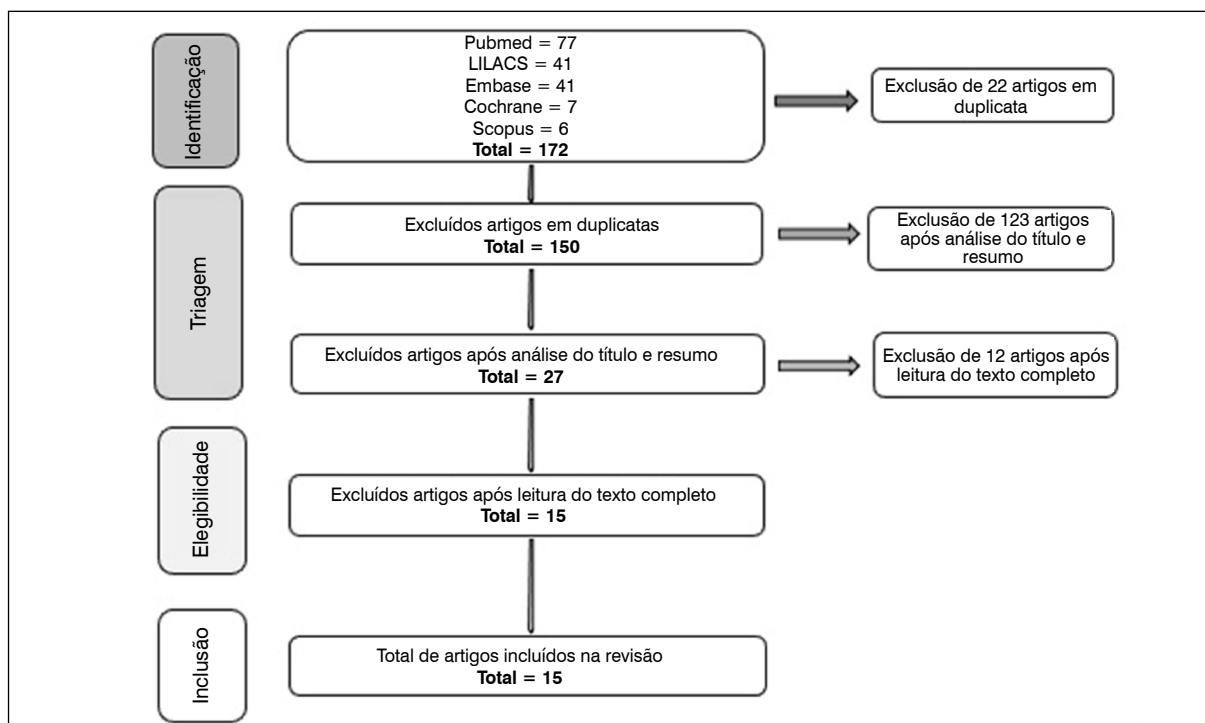 Identificação
Pubmed = 77
LILACS = 41
Embase = 41
Cochrane = 7
Scopus = 6
Total = 172
Exclusão de 22 artigos em
duplicata
Triagem
Excluídos artigos em duplicatas
Total = 150
Exclusão de 123 artigos
após análise do título e
resumo
Excluídos artigos após análise do título e resumo
Total = 27
Exclusão de 12 artigos após
leitura do texto completo
Elegibilidade
Excluídos artigos após leitura do texto completo
Total = 15
Inclusão
Total de artigos incluídos na revisão
Total = 15